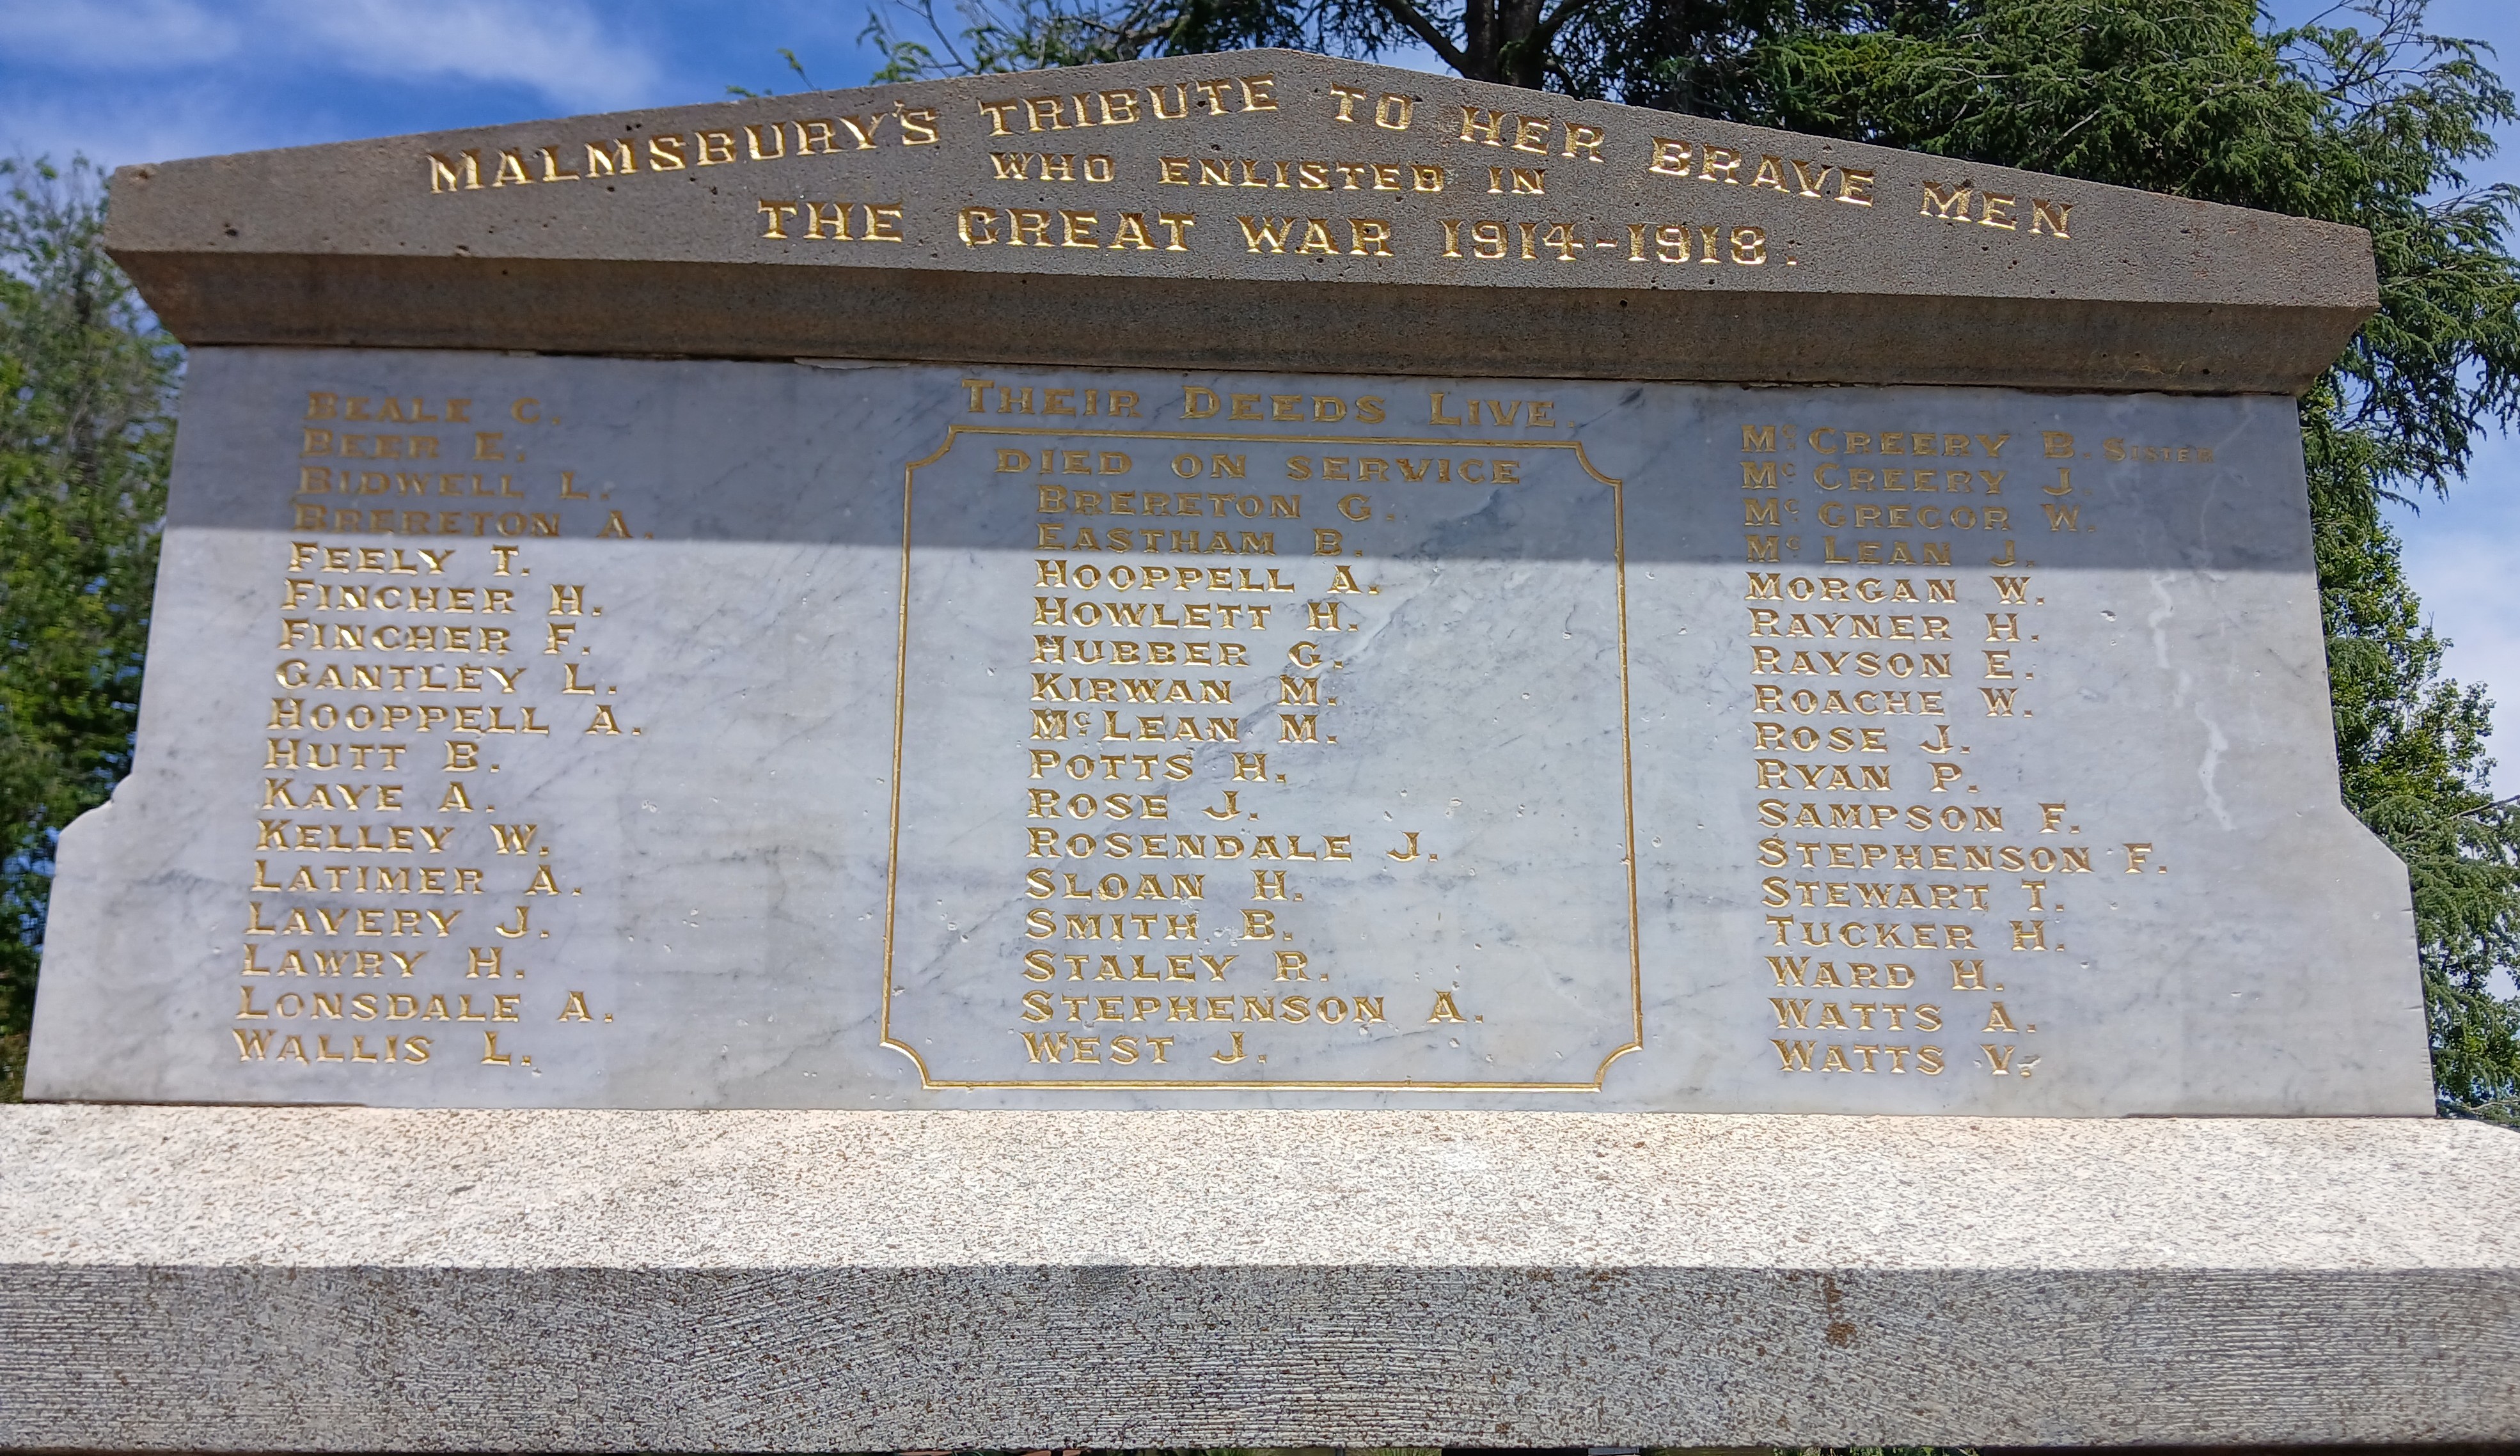 MALMSBURY'S TRIBUTE TO HER BRAVE MEN
WHO ENLISTED IN
THE GREAT WAR 1914-1918.
BEALE C.
BEER E.
BIDWELL L.
BRERETON A.
FEELY T.
FINCHER H.
FINCHER F.
GANTLEY L.
HOOPPELL A.
HUTT B.
KAYE A.
KELLEY W.
LATIMER A.
LAVERY J.
LAWRY H.
LONSDALE A.
WALLIS L.
THEIR DEEDS LIVE.
DIED ON SERVICE
BRERETON G.
EASTHAM B.
HOOPPELL A.
HOWLETT H.
HUBBER G.
KIRWAN M.
McLEAN M.
POTTS H.
ROSE J.
ROSENDALE J.
SLOAN H.
SMITH B.
STALEY R.
STEPHENSON A.
WEST J.
McCREERY B. SISTER
McCREERY J.
McGREGOR W.
McLEAN J.
MORGAN W.
RAYNER H.
RAYSON E.
ROACHE W.
ROSE J.
RYAN P.
SAMPSON F.
STEPHENSON F.
STEWART T.
TUCKER H.
WARD H.
WATTS A.
WATTS V.